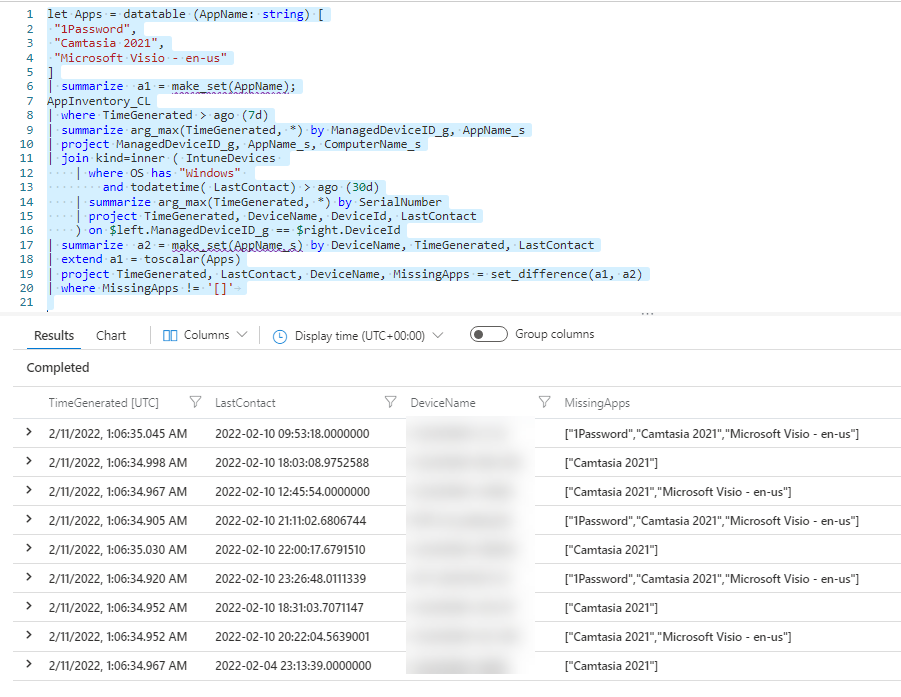 1 let Apps = datatable (AppName: string) [
2 "1Password",
3 "Camtasia 2021",
4 "Microsoft Visio - en-us"
5 ]
6 | summarize a1 = make_set(AppName);
7 AppInventory_CL
8 | where TimeGenerated > ago (7d)
9 | summarize arg_max(TimeGenerated, *) by ManagedDeviceID_g, AppName_s
10 | project ManagedDeviceID_g, AppName_s, ComputerName_s
11 | join kind=inner ( IntuneDevices
12 | where OS has "Windows"
13 and todatetime( LastContact) > ago (30d)
14 | summarize arg_max(TimeGenerated, *) by SerialNumber
15 | project TimeGenerated, DeviceName, DeviceId, LastContact
16 ) on $left.ManagedDeviceID_g == $right.DeviceId
17 | summarize a2 = make_set(AppName_s) by DeviceName, TimeGenerated, LastContact
18 | extend a1 = toscalar(Apps)
19 | project TimeGenerated, LastContact, DeviceName, MissingApps = set_difference(a1, a2)
20 | where MissingApps != '[]'
21
Results Chart Columns Display time (UTC+00:00) Group columns
Completed
TimeGenerated [UTC] LastContact DeviceName MissingApps
2/11/2022, 1:06:35.045 AM 2022-02-10 09:53:18.0000000 ["1Password","Camtasia 2021","Microsoft Visio - en-us"]
2/11/2022, 1:06:34.998 AM 2022-02-10 18:03:08.9752588 ["Camtasia 2021"]
2/11/2022, 1:06:34.967 AM 2022-02-10 12:45:54.0000000 ["Camtasia 2021","Microsoft Visio - en-us"]
2/11/2022, 1:06:34.905 AM 2022-02-10 21:11:02.6806744 ["1Password","Camtasia 2021","Microsoft Visio - en-us"]
2/11/2022, 1:06:35.030 AM 2022-02-10 22:00:17.6791510 ["Camtasia 2021"]
2/11/2022, 1:06:34.920 AM 2022-02-10 23:26:48.0111339 ["1Password","Camtasia 2021","Microsoft Visio - en-us"]
2/11/2022, 1:06:34.952 AM 2022-02-10 18:31:03.7071147 ["Camtasia 2021"]
2/11/2022, 1:06:34.952 AM 2022-02-10 20:22:04.5639001 ["Camtasia 2021","Microsoft Visio - en-us"]
2/11/2022, 1:06:34.967 AM 2022-02-04 23:13:39.0000000 ["Camtasia 2021"]